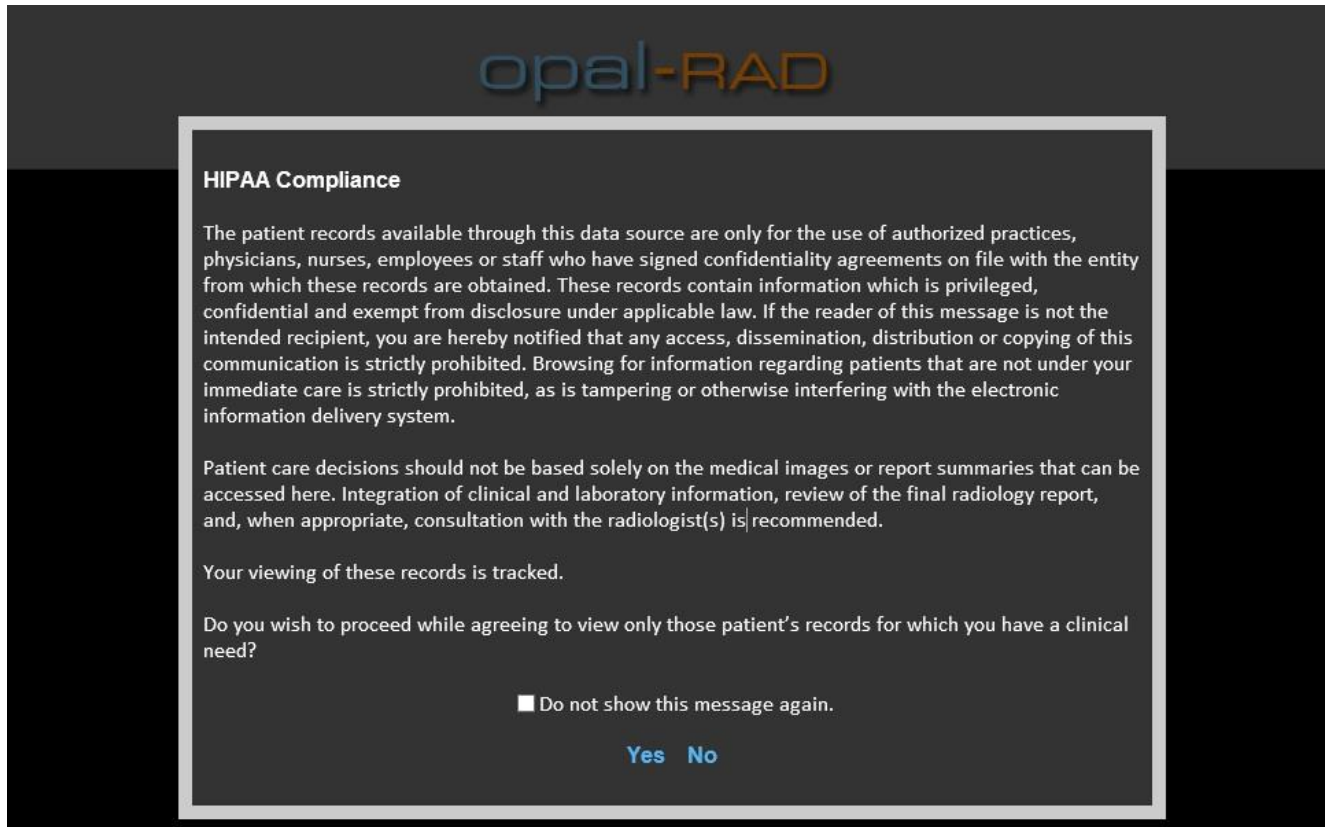 opal-RAD
HIPAA Compliance
The patient records available through this data source are only for the use of authorized practices,
physicians, nurses, employees or staff who have signed confidentiality agreements on file with the entity
from which these records are obtained. These records contain information which is privileged,
confidential and exempt from disclosure under applicable law. If the reader of this message is not the
intended recipient, you are hereby notified that any access, dissemination, distribution or copying of this
communication is strictly prohibited. Browsing for information regarding patients that are not under your
immediate care is strictly prohibited, as is tampering or otherwise interfering with the electronic
information delivery system.
Patient care decisions should not be based solely on the medical images or report summaries that can be
accessed here. Integration of clinical and laboratory information, review of the final radiology report,
and, when appropriate, consultation with the radiologist(s) is recommended.
Your viewing of these records is tracked.
Do you wish to proceed while agreeing to view only those patient’s records for which you have a clinical
need?
Do not show this message again.
Yes No